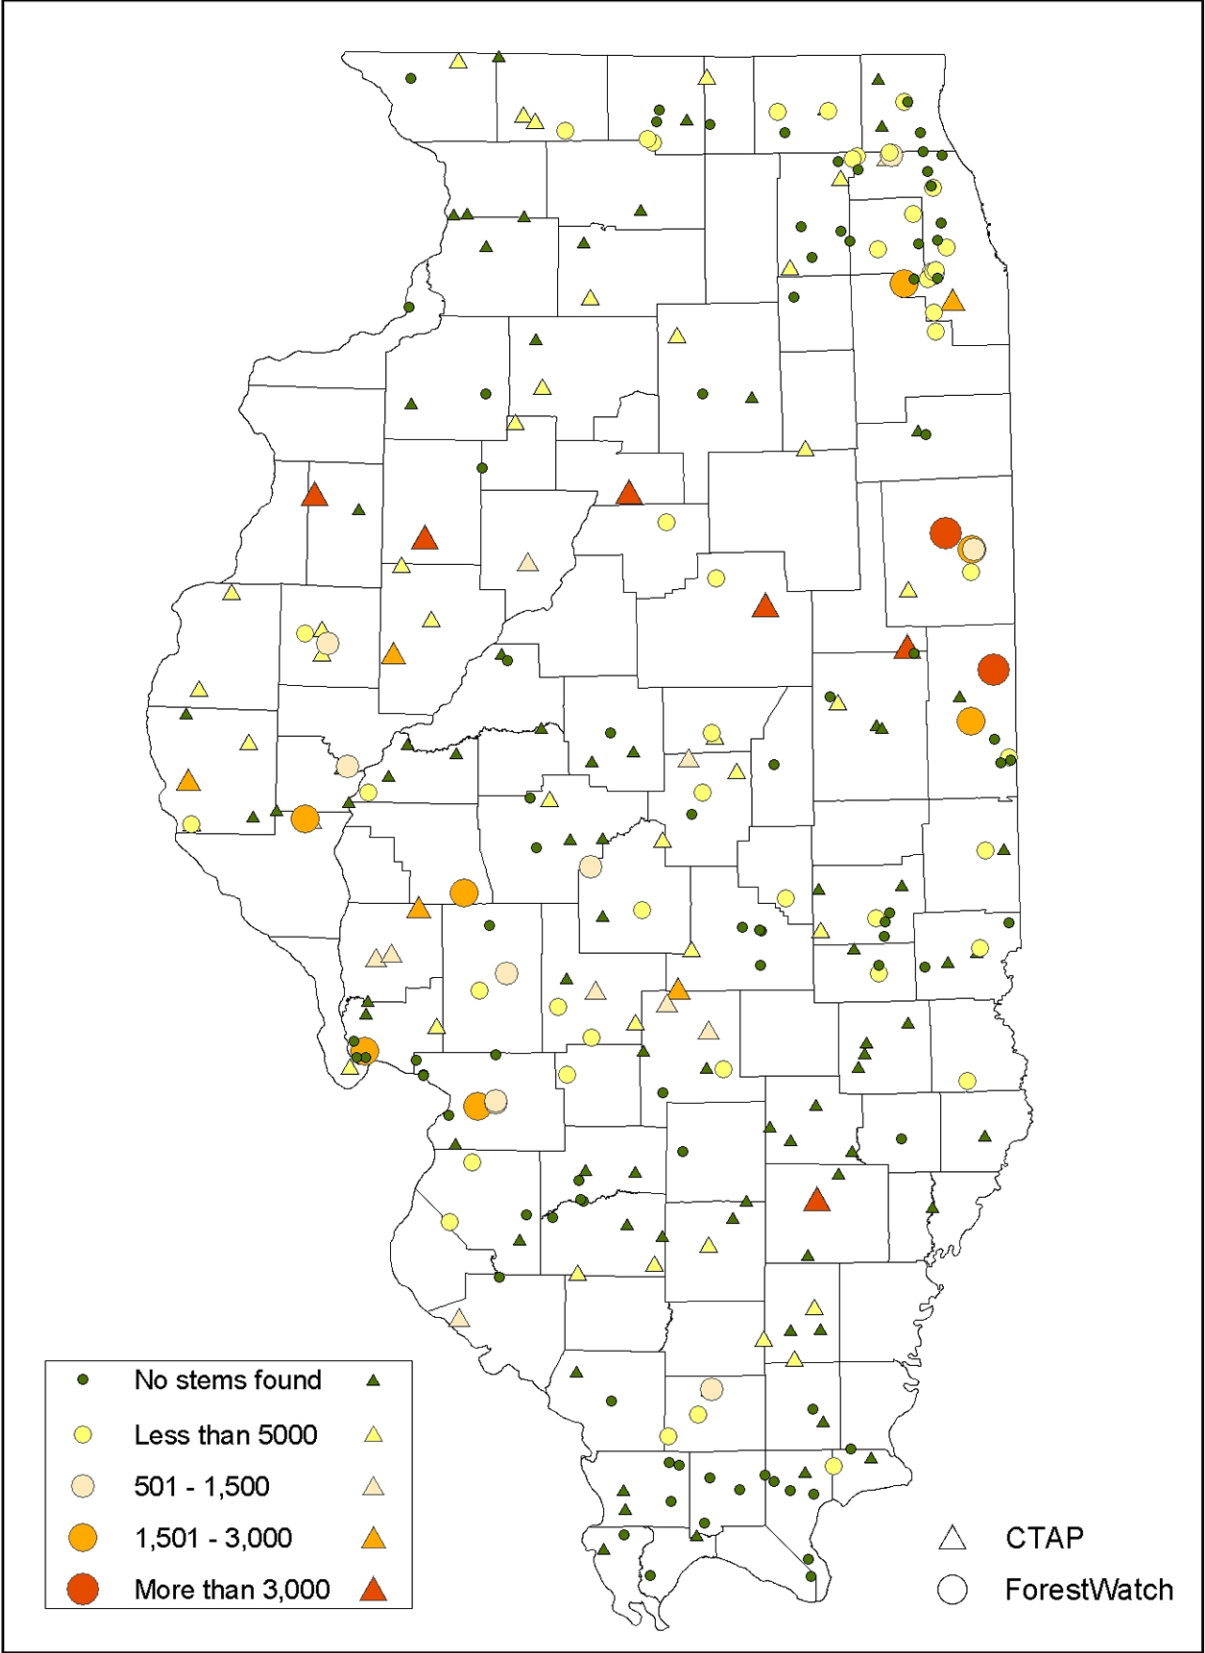 No stems found
Less than 5000
501 - 1,500
1,501 - 3,000
More than 3,000
CTAP
ForestWatch